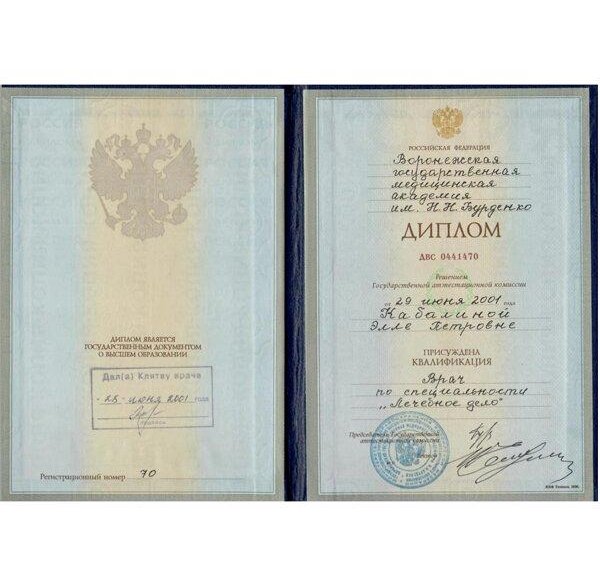 ДИПЛОМ ЯВЛЯЕТСЯ
ГОСУДАРСТВЕННЫМ ДОКУМЕНТОМ
О ВЫСШЕМ ОБРАЗОВАНИИ
Дал(а) Клятву врача
"25" июня 2001 года
подпись
Регистрационный номер 70
РОССИЙСКАЯ ФЕДЕРАЦИЯ
Воронежская
государственная
медицинская
академия
им. Н.Н. Бурденко
ДИПЛОМ
ДВС 0441470
Решением
Государственной аттестационной комиссии
от 29 июня 2001 года
Кабалиной
Элле Петровне
ПРИСУЖДЕНА
КВАЛИФИКАЦИЯ
Врач
по специальности
„Лечебное дело"
Председатель Государственной
аттестационной комиссии
Ректор